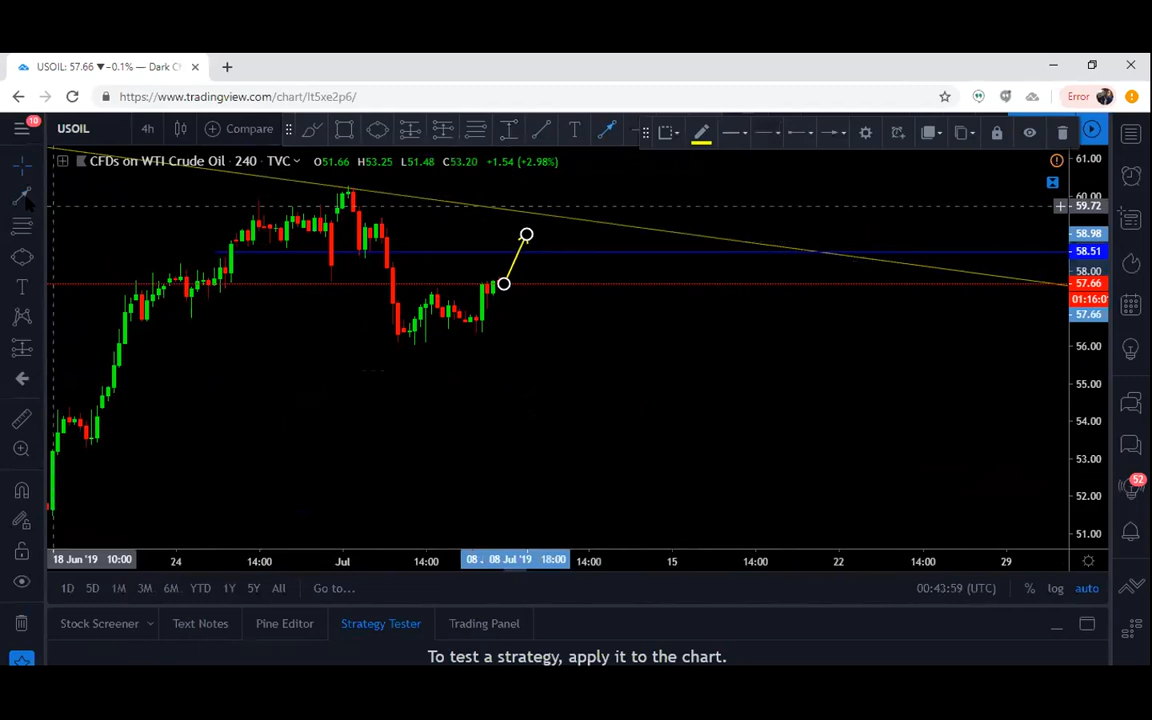 USOIL: 57.66 ▼−0.1% — Dark C
https://www.tradingview.com/chart/lt5xe2p6/
Error
10
USOIL
4h
Compare
T
CFDs on WTI Crude Oil · 240 · TVC
O51.66 H53.25 L51.48 C53.20 +1.54 (+2.98%)
61.00
60.00
59.72
58.98
58.51
58.00
57.66
01:16:0
57.66
56.00
55.00
54.00
53.00
52.00
51.00
52
18 Jun '19 10:00
24
14:00
Jul
14:00
08 .
08 Jul '19 18:00
14:00
15
14:00
22
14:00
29
1D 5D 1M 3M 6M YTD 1Y 5Y All Go to...
00:43:59 (UTC) % log auto
Stock Screener Text Notes Pine Editor Strategy Tester Trading Panel
To test a strategy, apply it to the chart.